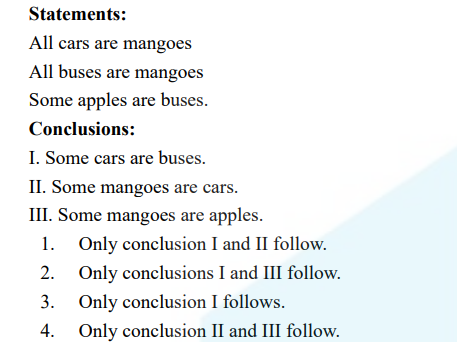 Statements:
All cars are mangoes
All buses are mangoes
Some apples are buses.
Conclusions:
I. Some cars are buses.
II. Some mangoes are cars.
III. Some mangoes are apples.
1. Only conclusion I and II follow.
2. Only conclusions I and III follow.
3. Only conclusion I follows.
4. Only conclusion II and III follow.